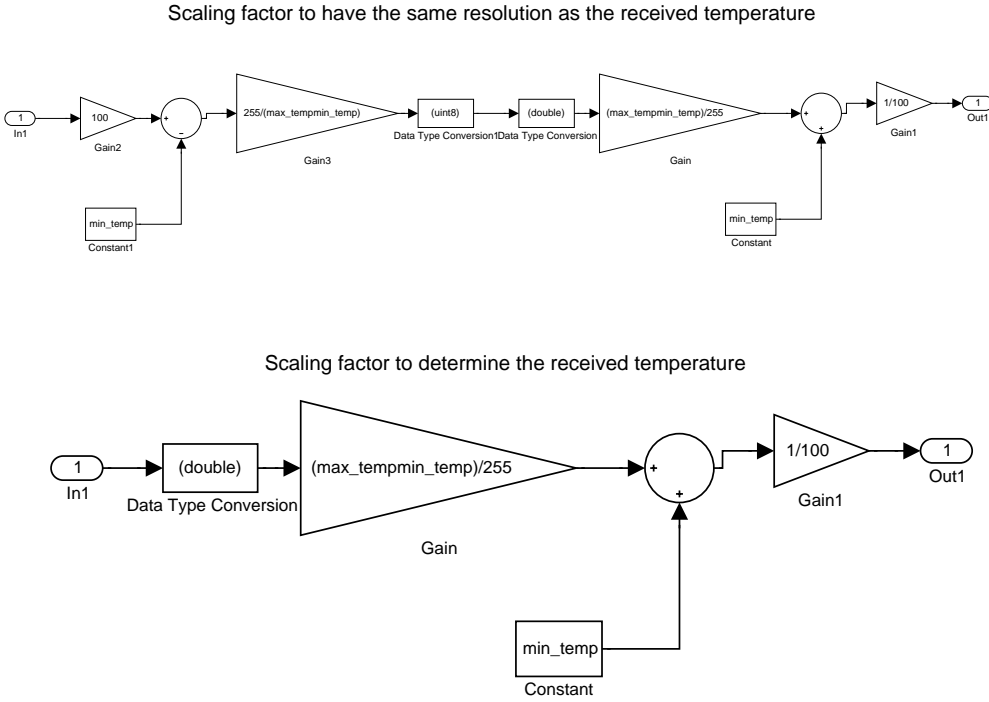 Scaling factor to have the same resolution as the received temperature
1
In1
100
Gain2
+
−
min_temp
Constant1
255/(max_tempmin_temp)
Gain3
(uint8)
Data Type Conversion1
(double)
Data Type Conversion
(max_tempmin_temp)/255
Gain
+
+
min_temp
Constant
1/100
Gain1
1
Out1
Scaling factor to determine the received temperature
1
In1
(double)
Data Type Conversion
(max_tempmin_temp)/255
Gain
+
+
min_temp
Constant
1/100
Gain1
1
Out1